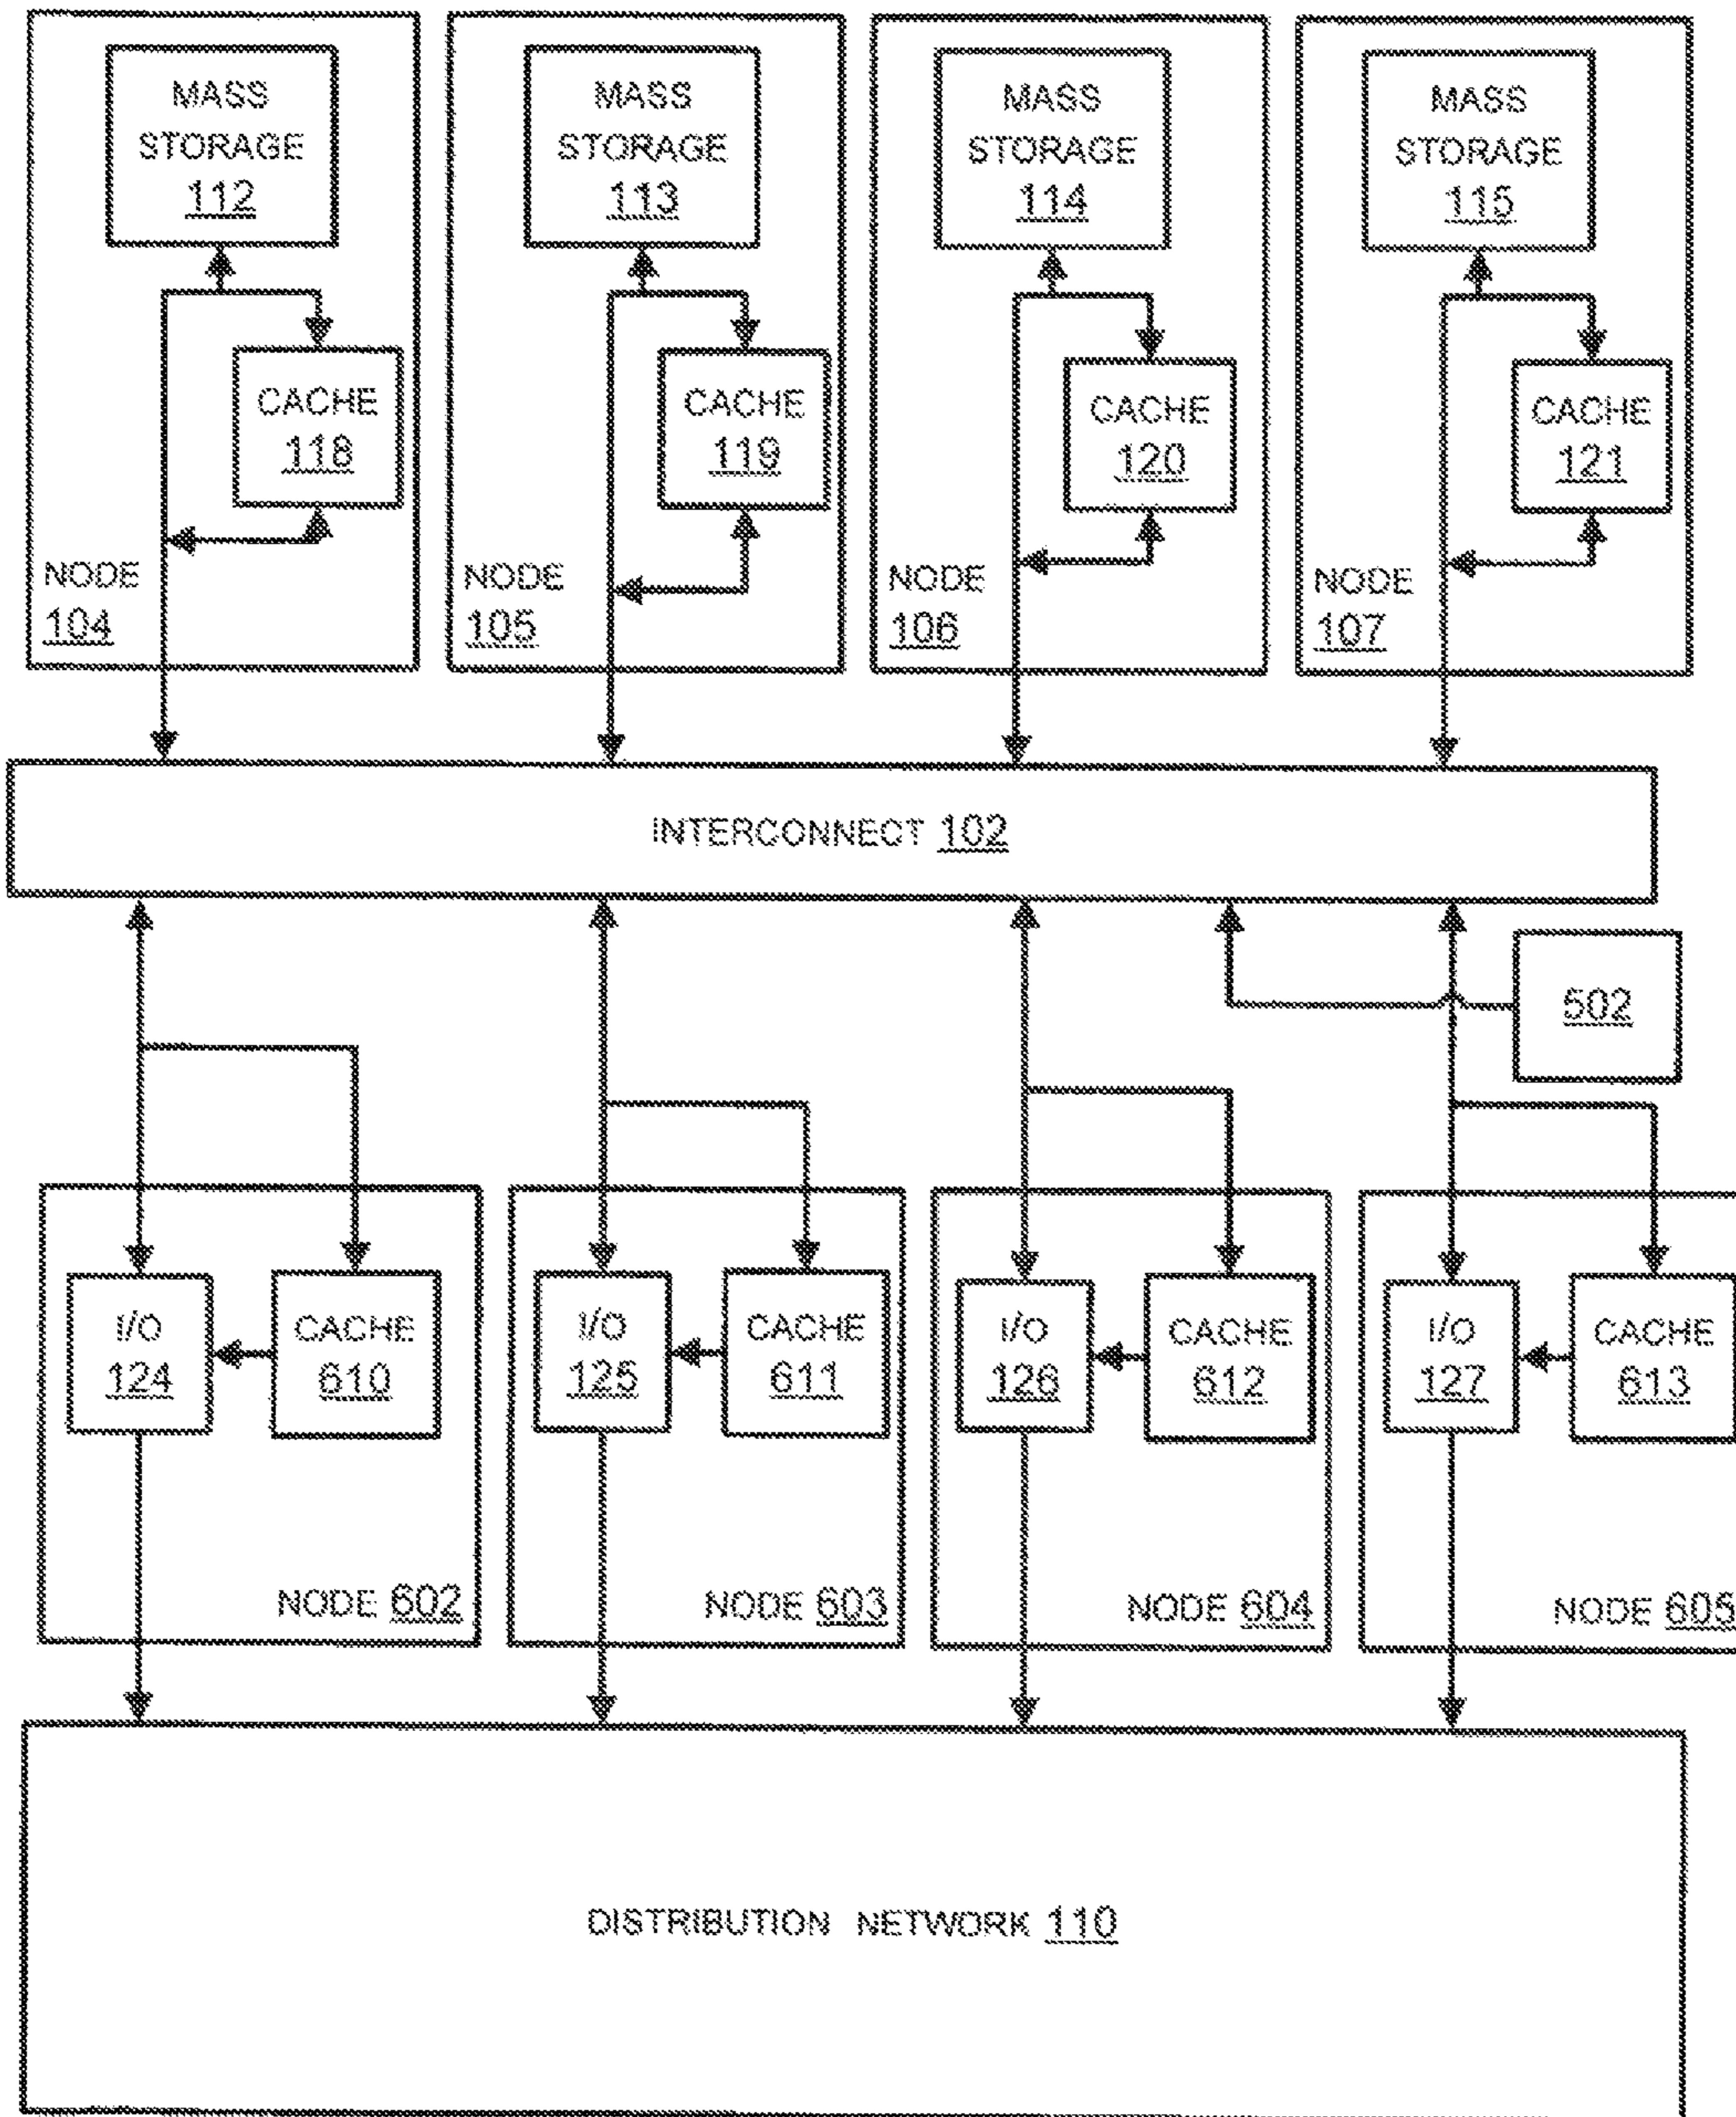 MASS
STORAGE
112
MASS
STORAGE
113
MASS
STORAGE
114
MASS
STORAGE
115
CACHE
118
CACHE
119
CACHE
120
CACHE
121
NODE
104
NODE
105
NODE
106
NODE
107
INTERCONNECT 102
502
I/O
124
CACHE
610
I/O
125
CACHE
611
I/O
126
CACHE
612
I/O
127
CACHE
613
NODE 602
NODE 603
NODE 604
NODE 605
DISTRIBUTION NETWORK 110